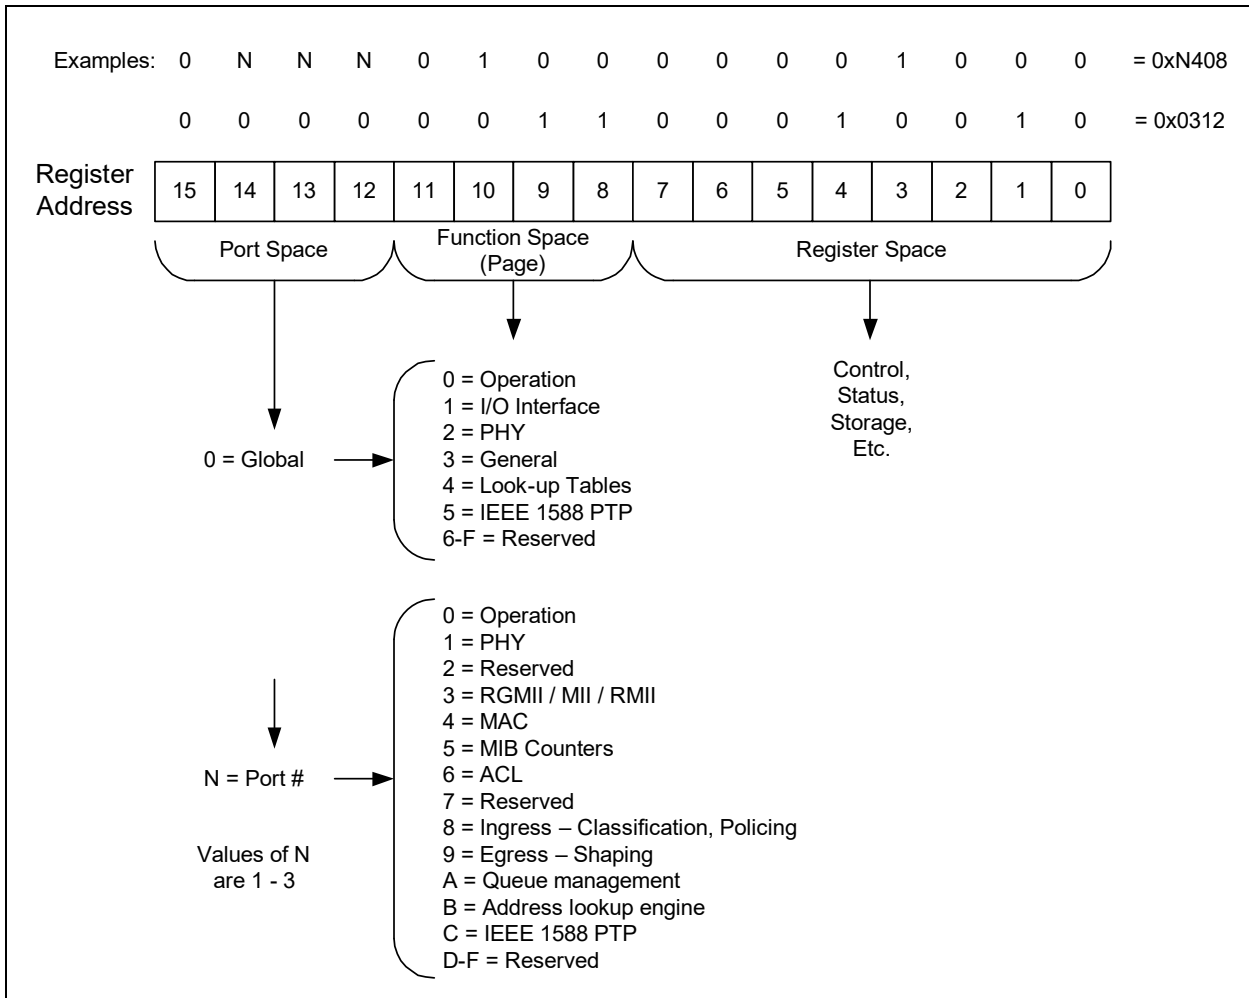 Examples: 0 N N N 0 1 0 0 0 0 0 0 1 0 0 0 = 0xN408
0 0 0 0 0 0 1 1 0 0 0 1 0 0 1 0 = 0x0312
Register
Address
15 14 13 12 11 10 9 8 7 6 5 4 3 2 1 0
Port Space
Function Space
(Page)
Register Space
0 = Global
0 = Operation
1 = I/O Interface
2 = PHY
3 = General
4 = Look-up Tables
5 = IEEE 1588 PTP
6-F = Reserved
Control,
Status,
Storage,
Etc.
N = Port #
Values of N
are 1 - 3
0 = Operation
1 = PHY
2 = Reserved
3 = RGMII / MII / RMII
4 = MAC
5 = MIB Counters
6 = ACL
7 = Reserved
8 = Ingress – Classification, Policing
9 = Egress – Shaping
A = Queue management
B = Address lookup engine
C = IEEE 1588 PTP
D-F = Reserved